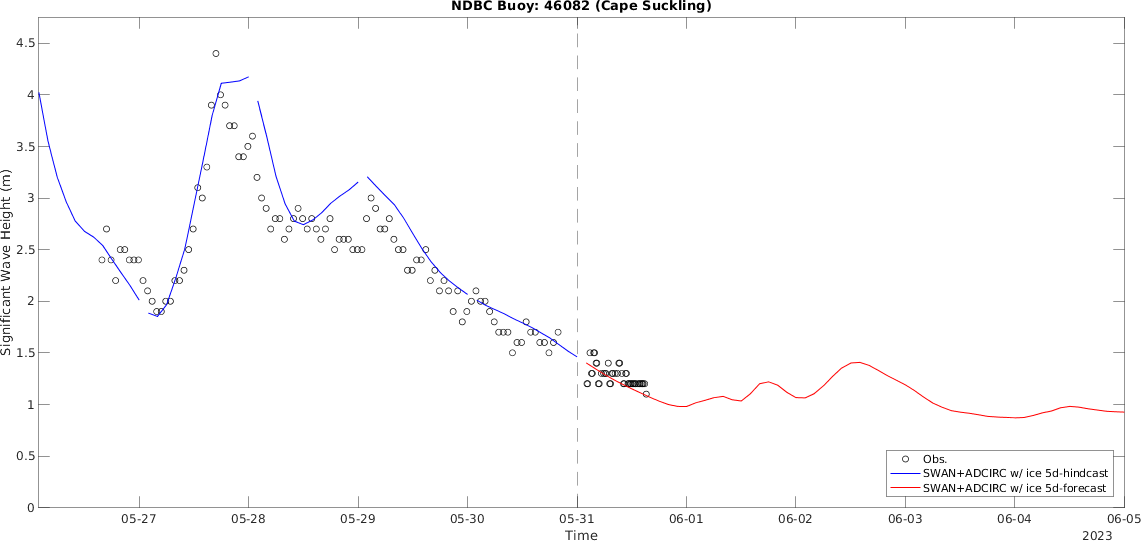 NDBC Buoy: 46082 (Cape Suckling)
Significant Wave Height (m)
4.5
4
3.5
3
2.5
2
1.5
1
0.5
0
Obs.
SWAN+ADCIRC w/ ice 5d-hindcast
SWAN+ADCIRC w/ ice 5d-forecast
05-27 05-28 05-29 05-30 05-31 06-01 06-02 06-03 06-04 06-05
Time
2023